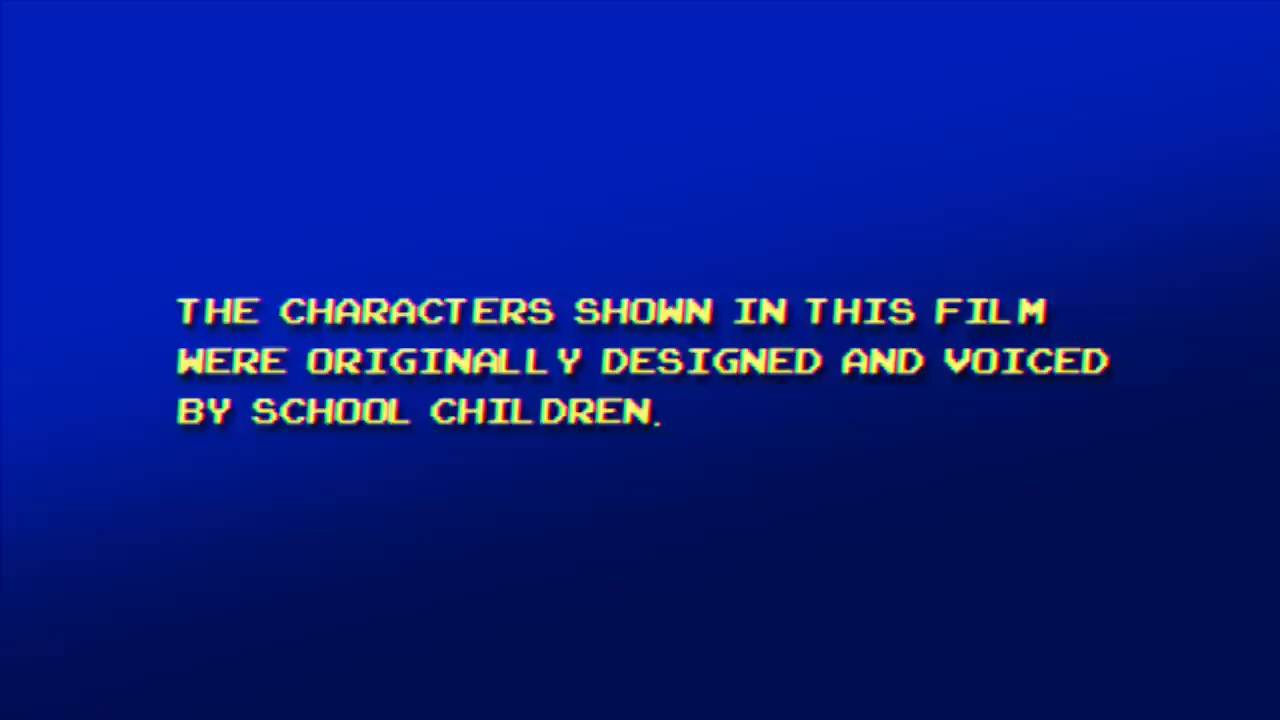 THE CHARACTERS SHOWN IN THIS FILM
WERE ORIGINALLY DESIGNED AND VOICED
BY SCHOOL CHILDREN.